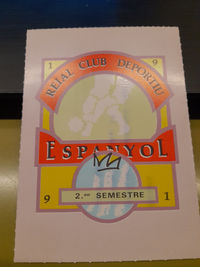 1 9
REIAL CLUB DEPORTIU
ESPANYOL
2.ᵒⁿ SEMESTRE
9 1